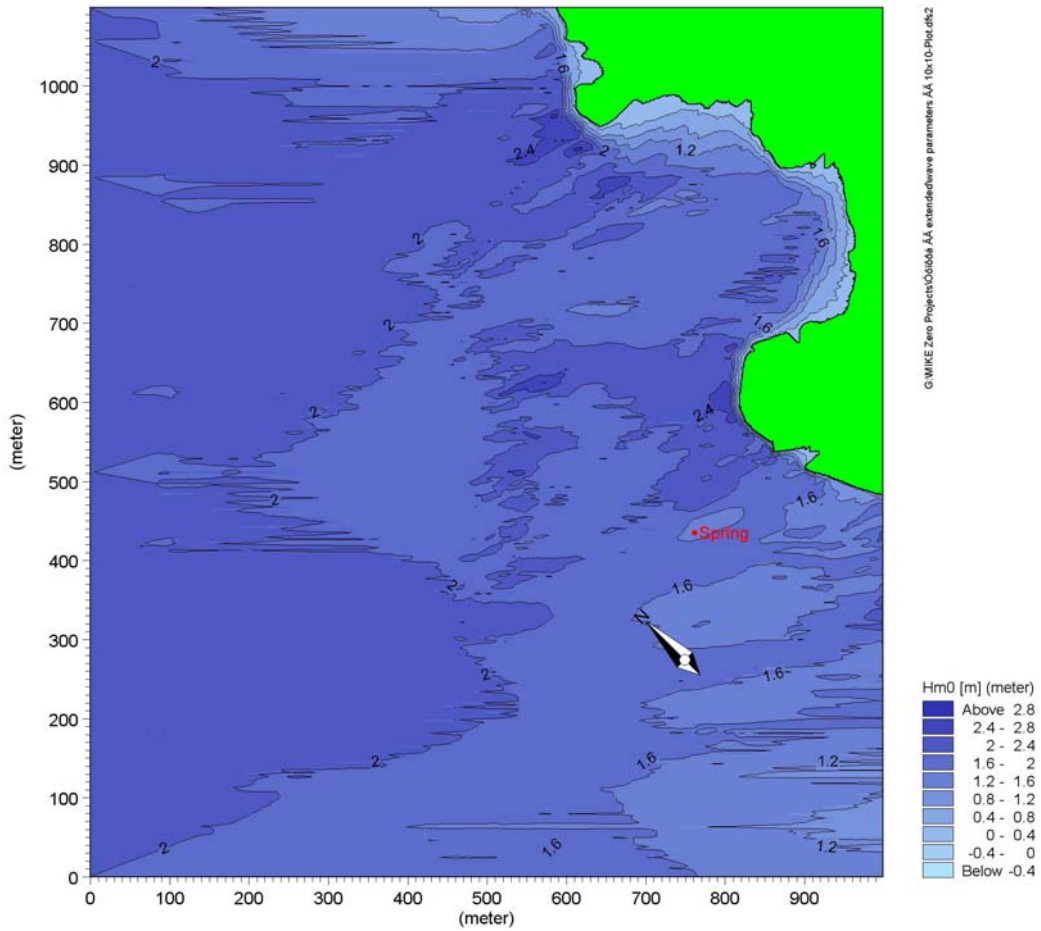 1000
900
800
700
600
500
400
300
200
100
0
(meter)
0 100 200 300 400 500 600 700 800 900
(meter)
2
1.6
2.4
2
1.2
2
1.6
2
1.6
2
2.4
2
1.6
Spring
2
1.6
N
2
1.6
2
1.6
1.2
2
1.6
1.2
Hm0 [m] (meter)
Above 2.8
2.4 - 2.8
2 - 2.4
1.6 - 2
1.2 - 1.6
0.8 - 1.2
0.4 - 0.8
0 - 0.4
-0.4 - 0
Below -0.4
G:\MIKE Zero Projects\Óóìôðà ÄÄ extended\wave parameters ÄÄ 10x10-Plot.dfs2